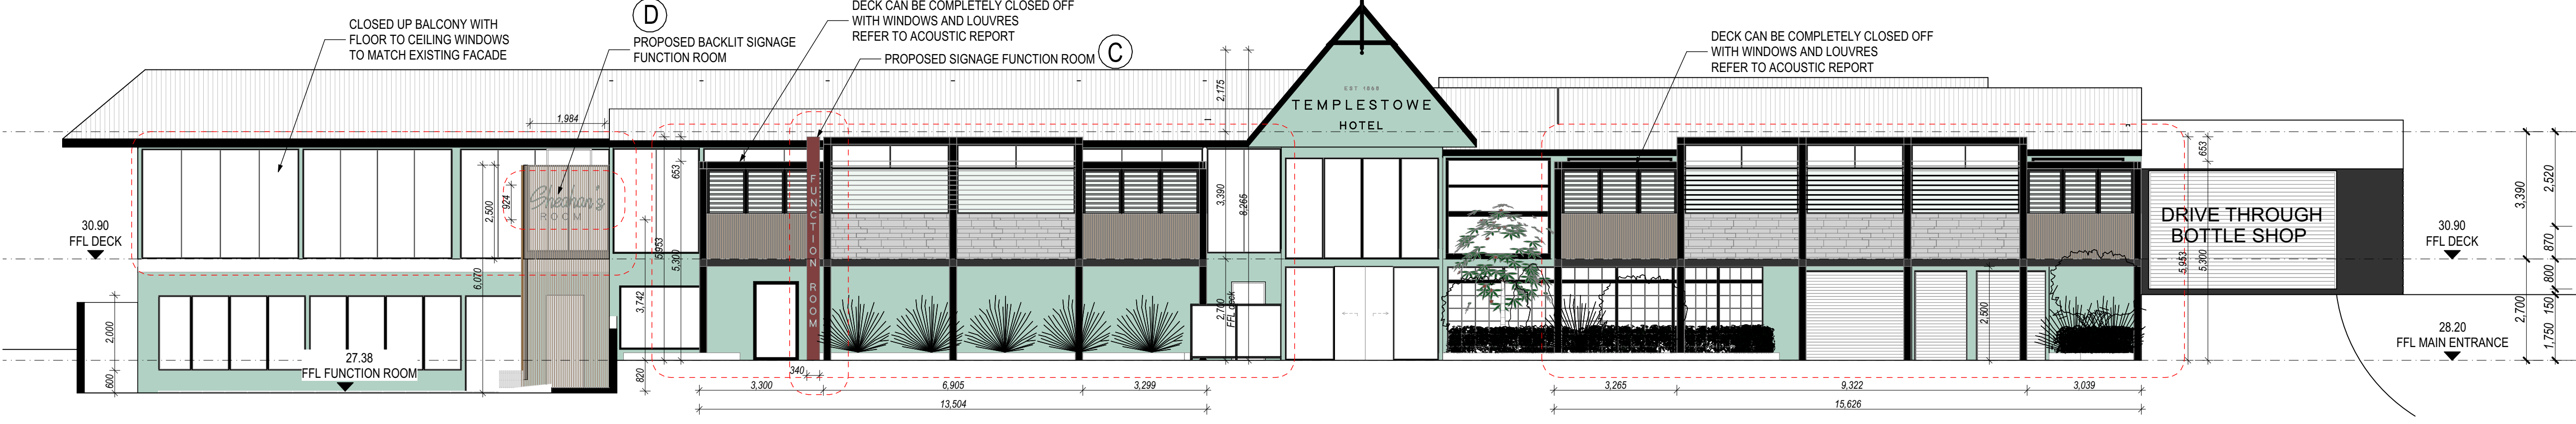 CLOSED UP BALCONY WITH
FLOOR TO CEILING WINDOWS
TO MATCH EXISTING FACADE
D
PROPOSED BACKLIT SIGNAGE
FUNCTION ROOM
DECK CAN BE COMPLETELY CLOSED OFF
WITH WINDOWS AND LOUVRES
REFER TO ACOUSTIC REPORT
PROPOSED SIGNAGE FUNCTION ROOM
C
DECK CAN BE COMPLETELY CLOSED OFF
WITH WINDOWS AND LOUVRES
REFER TO ACOUSTIC REPORT
EST 1868
TEMPLESTOWE
HOTEL
1,984
2,175
8,265
3,390
653
5,953
5,300
3,742
820
2,500
924
6,070
Sheahan's
ROOM
FUNCTION ROOM
30.90
FFL DECK
2,000
600
27.38
FFL FUNCTION ROOM
340
3,300
6,905
3,299
13,504
2,700
FFL deck
2,500
3,265
9,322
3,039
15,626
653
5,953
5,300
DRIVE THROUGH
BOTTLE SHOP
30.90
FFL DECK
28.20
FFL MAIN ENTRANCE
3,390
2,520
870
800
2,700
150
1,750